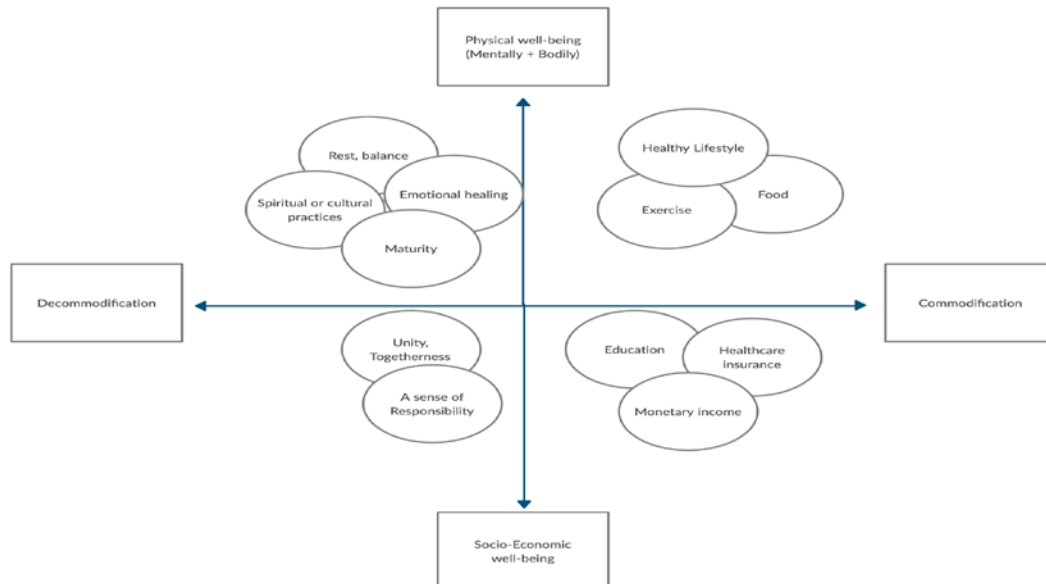 Physical well-being
(Mentally + Bodily)
Rest, balance
Emotional healing
Spiritual or cultural
practices
Maturity
Healthy Lifestyle
Food
Exercise
Decommodification
Commodification
Unity,
Togetherness
A sense of
Responsibility
Education
Healthcare
insurance
Monetary income
Socio-Economic
well-being